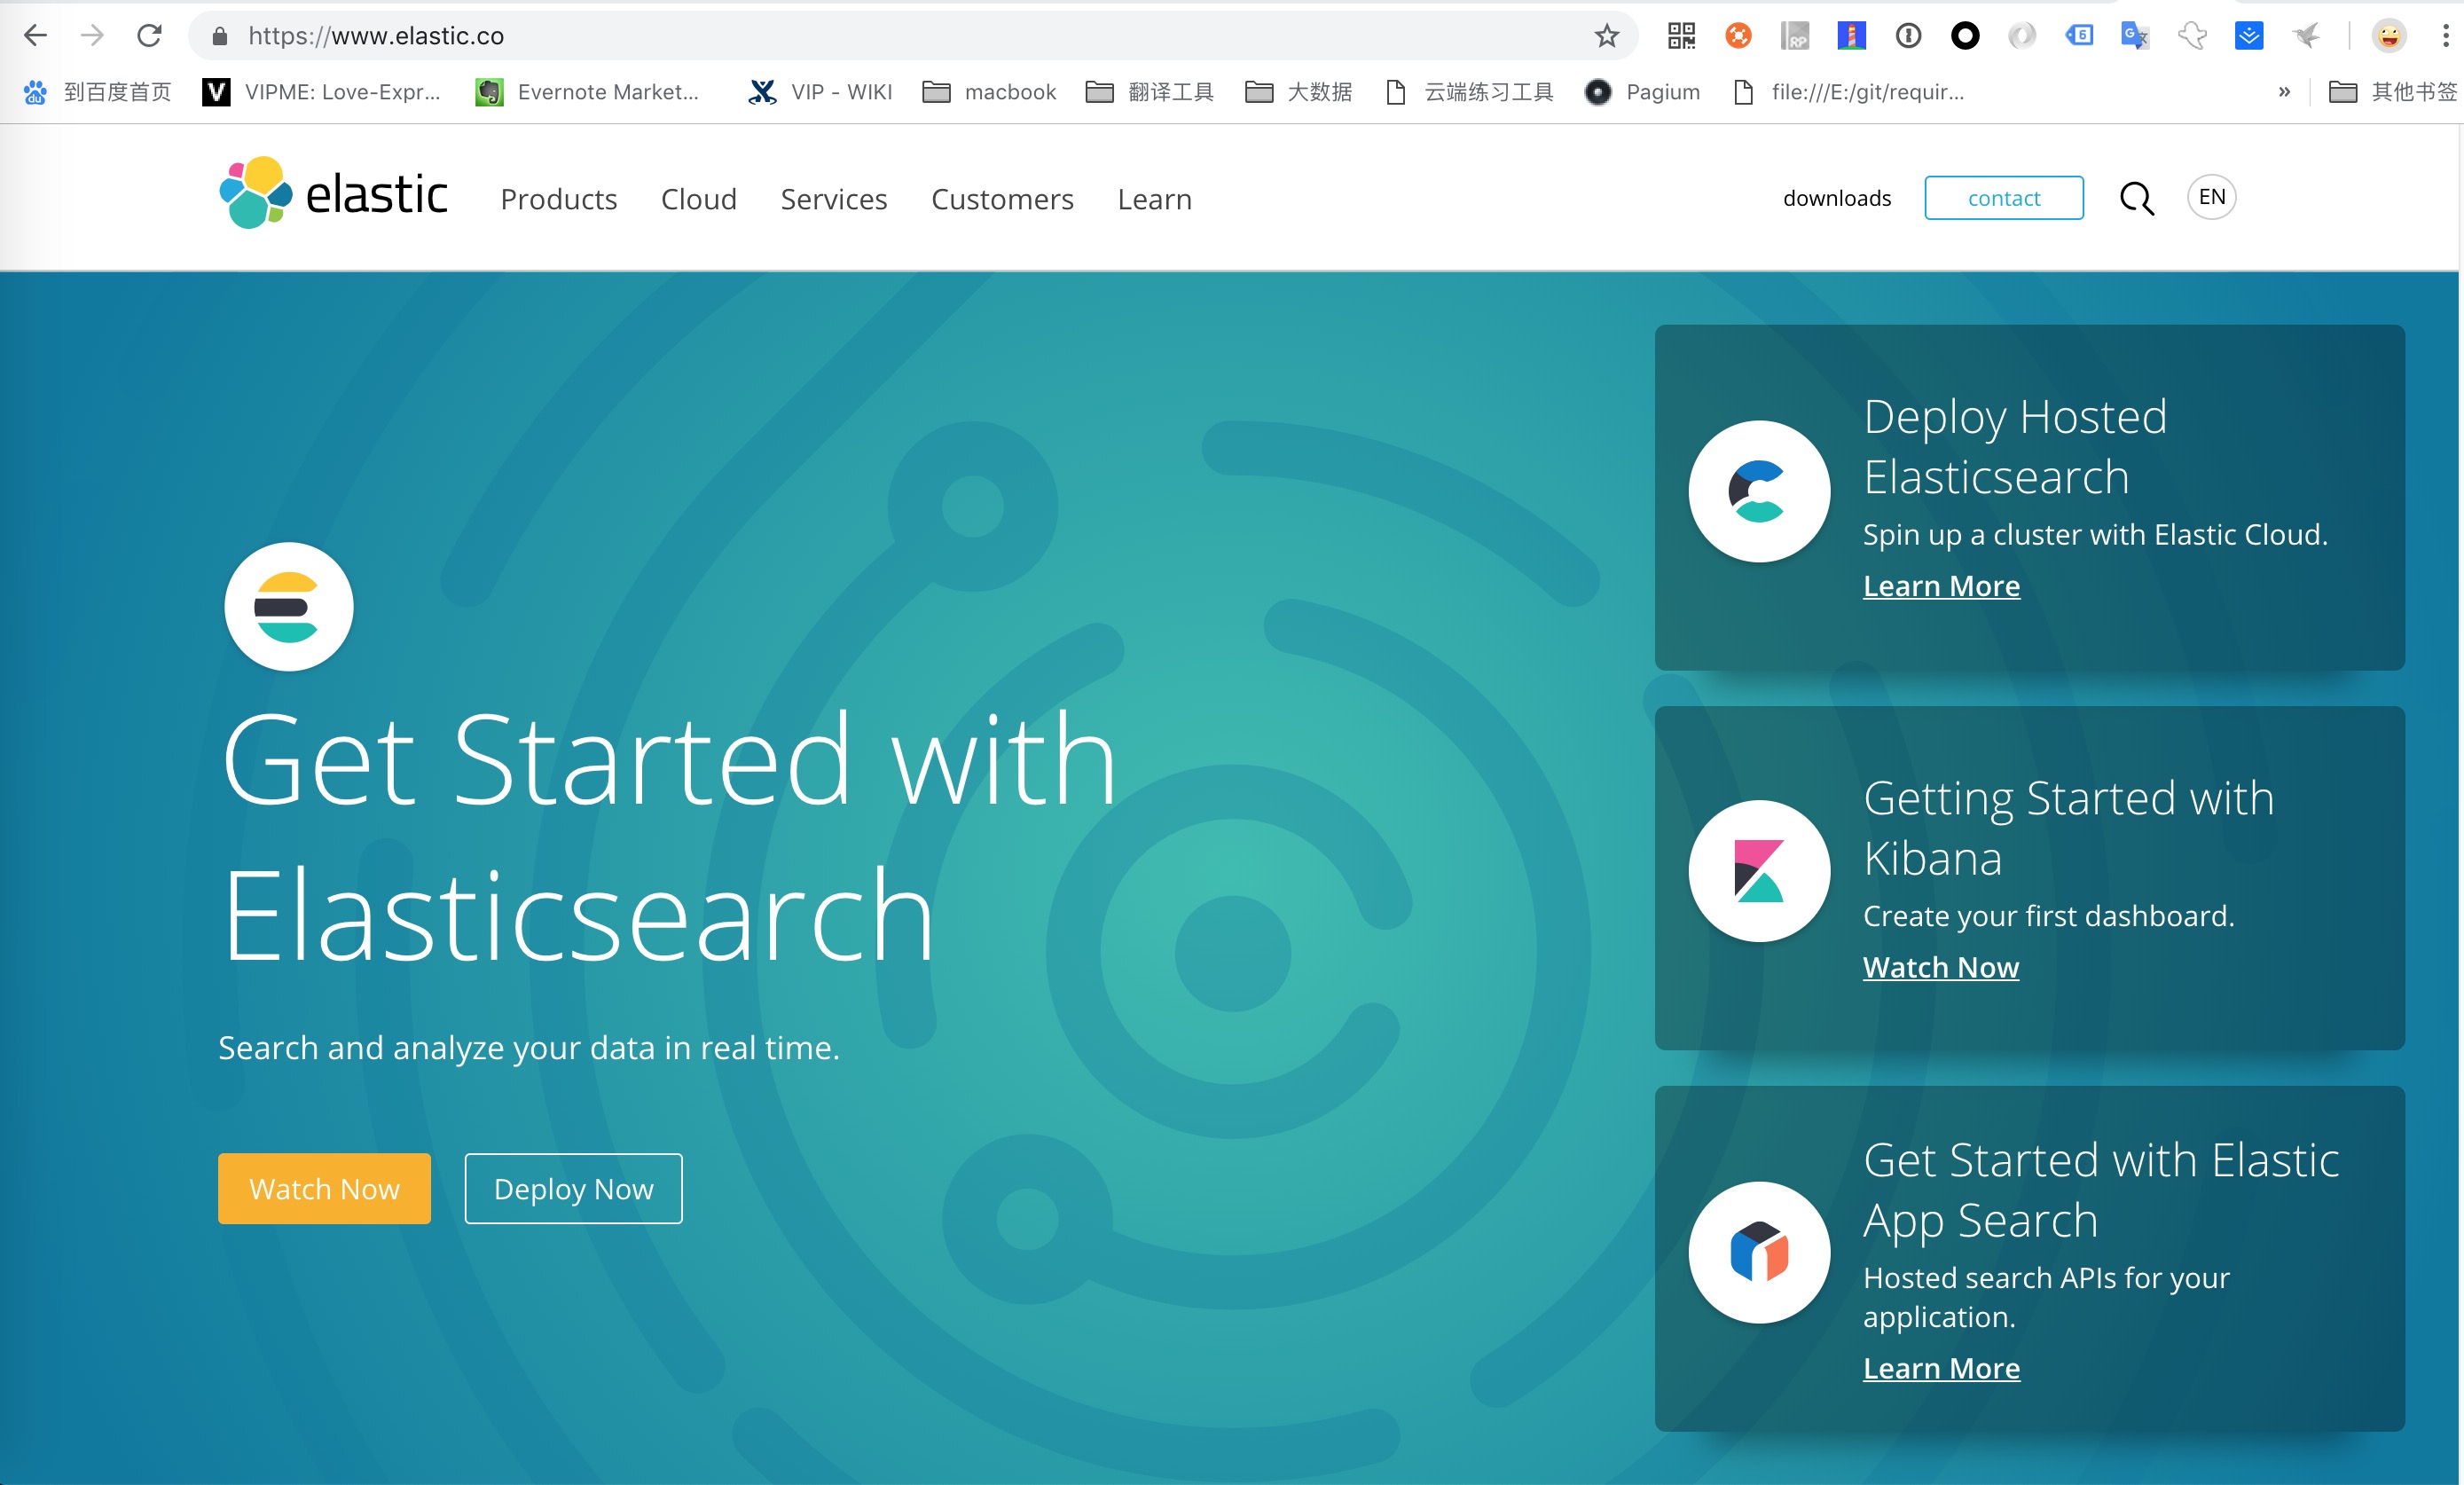 https://www.elastic.co
到百度首页 VIPME: Love-Expr... Evernote Market... VIP - WIKI macbook 翻译工具 大数据 云端练习工具 Pagium file:///E:/git/requir... » 其他书签
elastic Products Cloud Services Customers Learn downloads contact EN
Get Started with
Elasticsearch
Search and analyze your data in real time.
Watch Now Deploy Now
Deploy Hosted
Elasticsearch
Spin up a cluster with Elastic Cloud.
Learn More
Getting Started with
Kibana
Create your first dashboard.
Watch Now
Get Started with Elastic
App Search
Hosted search APIs for your
application.
Learn More